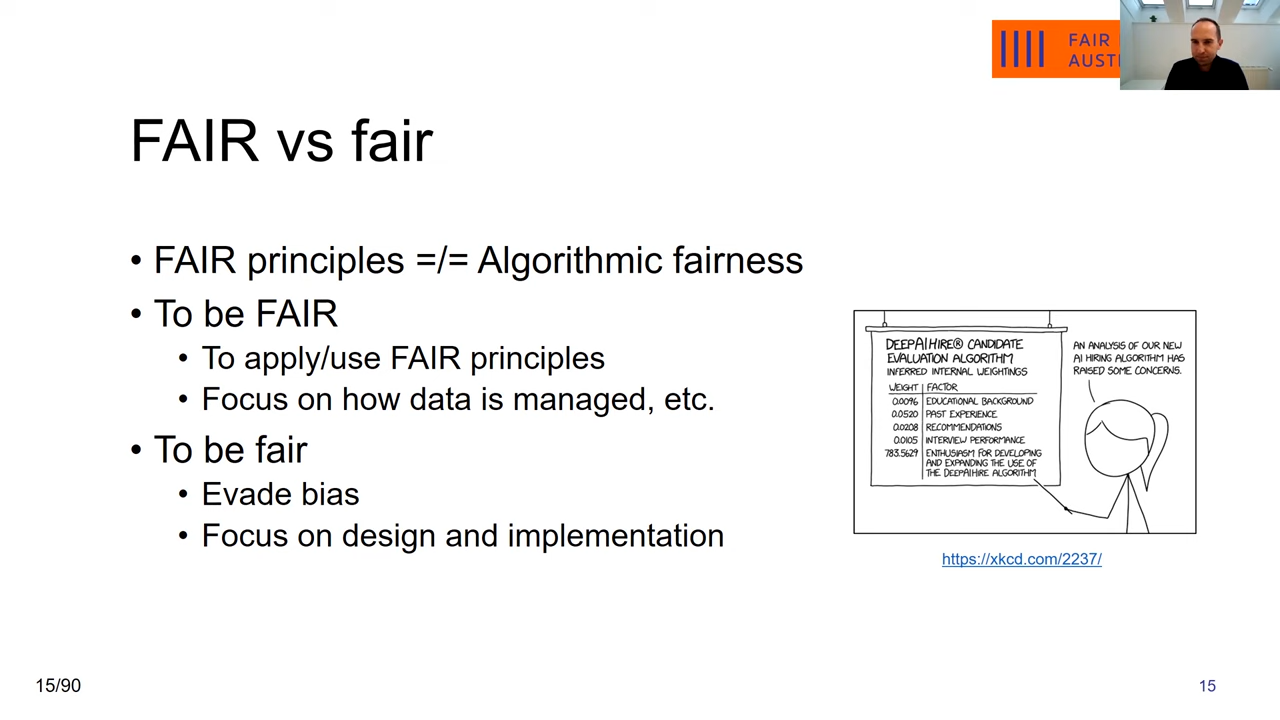 FAIR
AUST
FAIR vs fair
• FAIR principles =/= Algorithmic fairness
• To be FAIR
• To apply/use FAIR principles
• Focus on how data is managed, etc.
• To be fair
• Evade bias
• Focus on design and implementation
DEEPAIHIRE® CANDIDATE
EVALUATION ALGORITHM
INFERRED INTERNAL WEIGHTINGS
WEIGHT FACTOR
0.0096 EDUCATIONAL BACKGROUND
0.0520 PAST EXPERIENCE
0.0208 RECOMMENDATIONS
0.0105 INTERVIEW PERFORMANCE
783.5629 ENTHUSIASM FOR DEVELOPING
AND EXPANDING THE USE OF
THE DEEPAIHIRE ALGORITHM
AN ANALYSIS OF OUR NEW
AI HIRING ALGORITHM HAS
RAISED SOME CONCERNS.
https://xkcd.com/2237/
15/90
15